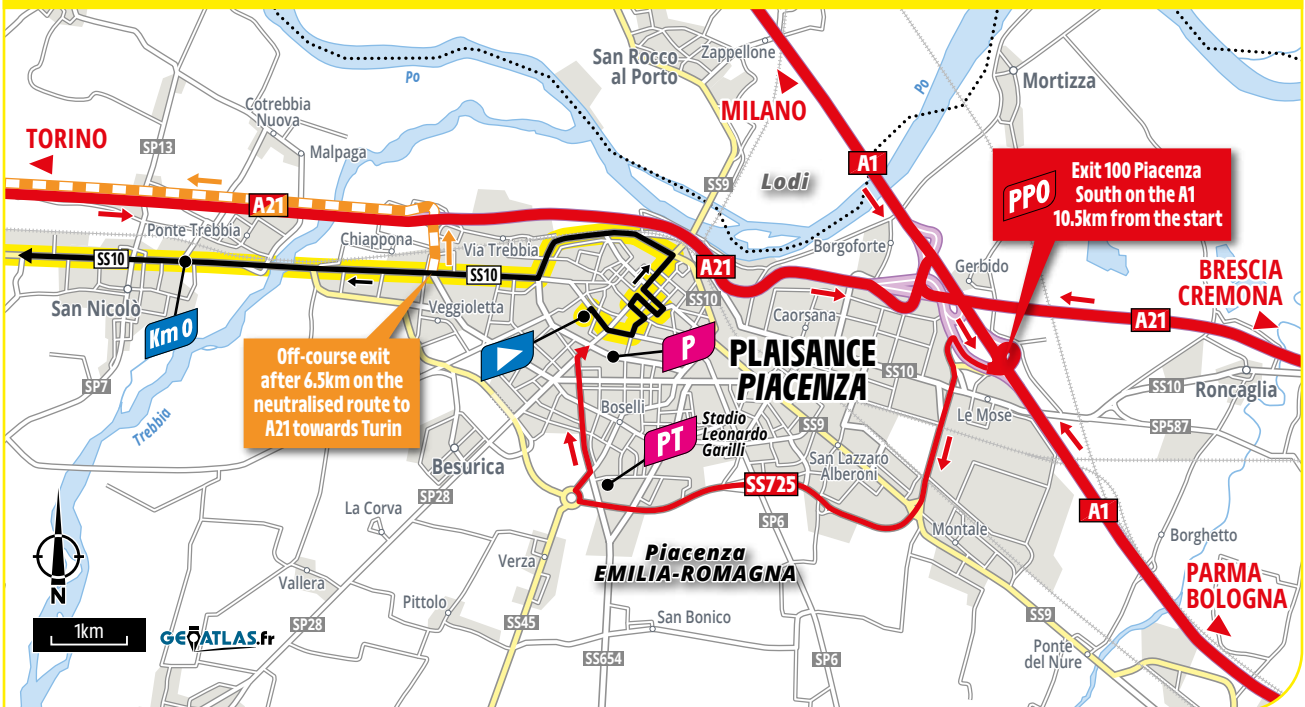 San Rocco
al Porto
Zappellone
Po
Po
Mortizza
MILANO
Cotrebbia
Nuova
TORINO
SP13
Malpaga
A1
Exit 100 Piacenza
South on the A1
10.5km from the start
PPO
SS9
Lodi
A21
Ponte Trebbia
Chiappona
Via Trebbia
Borgoforte
Gerbido
BRESCIA
CREMONA
SS10
SS10
A21
San Nicolò
Veggioletta
SS10
Caorsana
A21
Km 0
Off-course exit
after 6.5km on the
neutralised route to
A21 towards Turin
P
PLAISANCE
PIACENZA
SS10
SS10
SP7
Roncaglia
Trebbia
Boselli
Le Mose
PT
Stadio
Leonardo
Garilli
SS9
SP587
Besurica
San Lazzaro
Alberoni
SP28
SS725
La Corva
SP6
A1
Montale
Borghetto
N
Verza
Piacenza
EMILIA-ROMAGNA
Vallera
PARMA
BOLOGNA
Pittolo
1km
GEOATLAS.fr
SP28
SS45
San Bonico
SS9
SS654
SP6
Ponte
del Nure